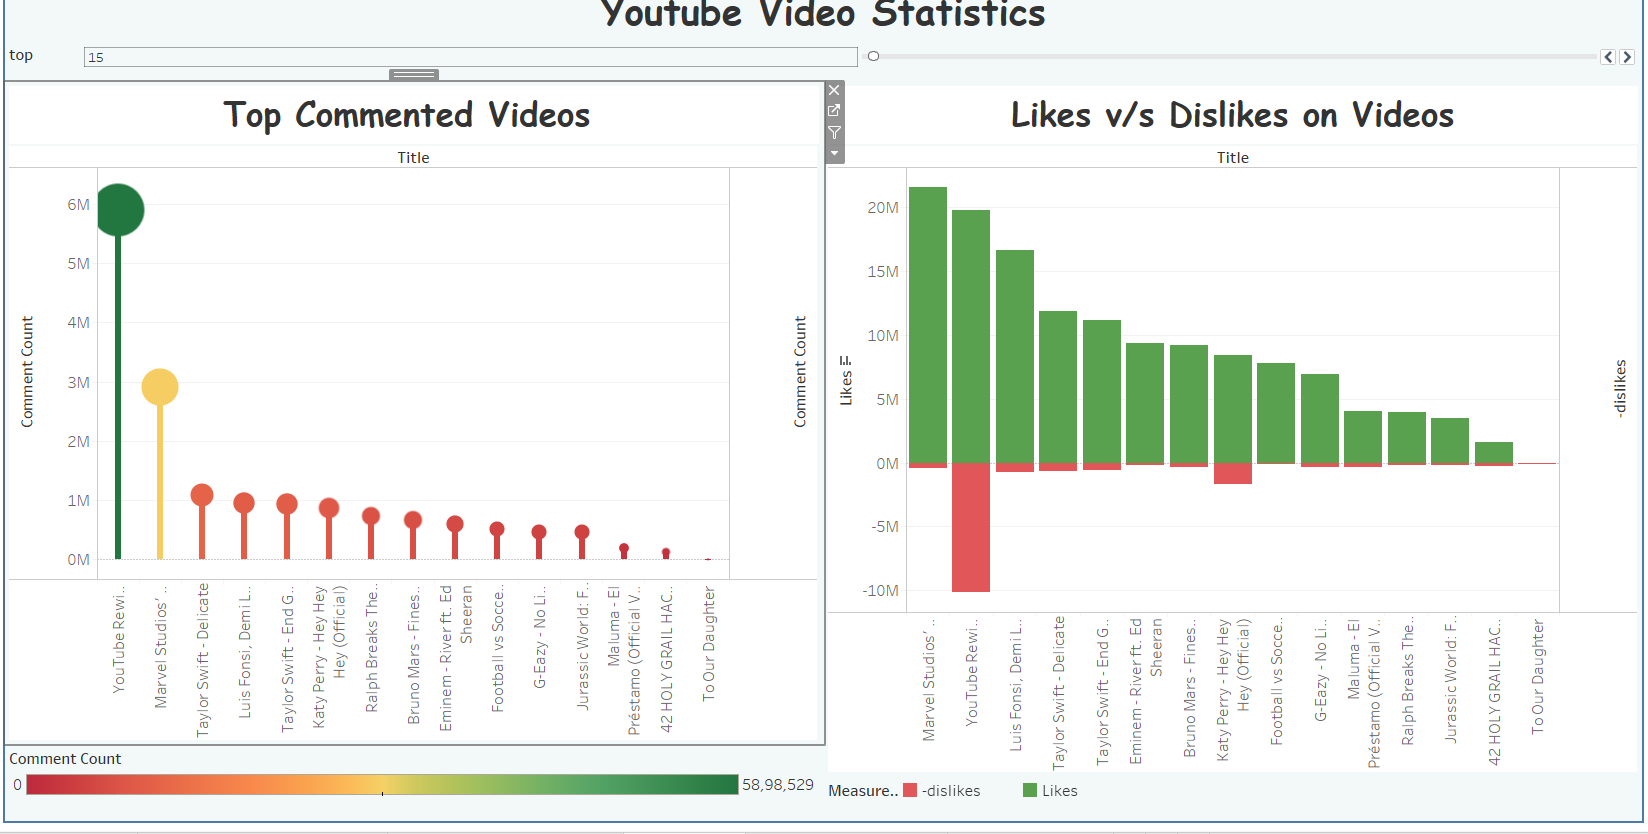 Youtube Video Statistics
top
15
Top Commented Videos
Title
Comment Count
6M
5M
4M
3M
2M
1M
0M
Comment Count
YouTube Rewi..
Marvel Studios’ ..
Taylor Swift - Delicate
Luis Fonsi, Demi L..
Taylor Swift - End G..
Katy Perry - Hey Hey
Hey (Official)
Ralph Breaks The..
Bruno Mars - Fines..
Eminem - River ft. Ed
Sheeran
Football vs Socce..
G-Eazy - No Li..
Jurassic World: F..
Maluma - El
Préstamo (Official V..
42 HOLY GRAIL HAC..
To Our Daughter
Comment Count
0
58,98,529
Likes v/s Dislikes on Videos
Title
Likes
20M
15M
10M
5M
0M
-5M
-10M
-dislikes
Marvel Studios’ ..
YouTube Rewi..
Luis Fonsi, Demi L..
Taylor Swift - Delicate
Taylor Swift - End G..
Eminem - River ft. Ed
Sheeran
Bruno Mars - Fines..
Katy Perry - Hey Hey
Hey (Official)
Football vs Socce..
G-Eazy - No Li..
Maluma - El
Préstamo (Official V..
Ralph Breaks The..
Jurassic World: F..
42 HOLY GRAIL HAC..
To Our Daughter
Measure..
-dislikes
Likes